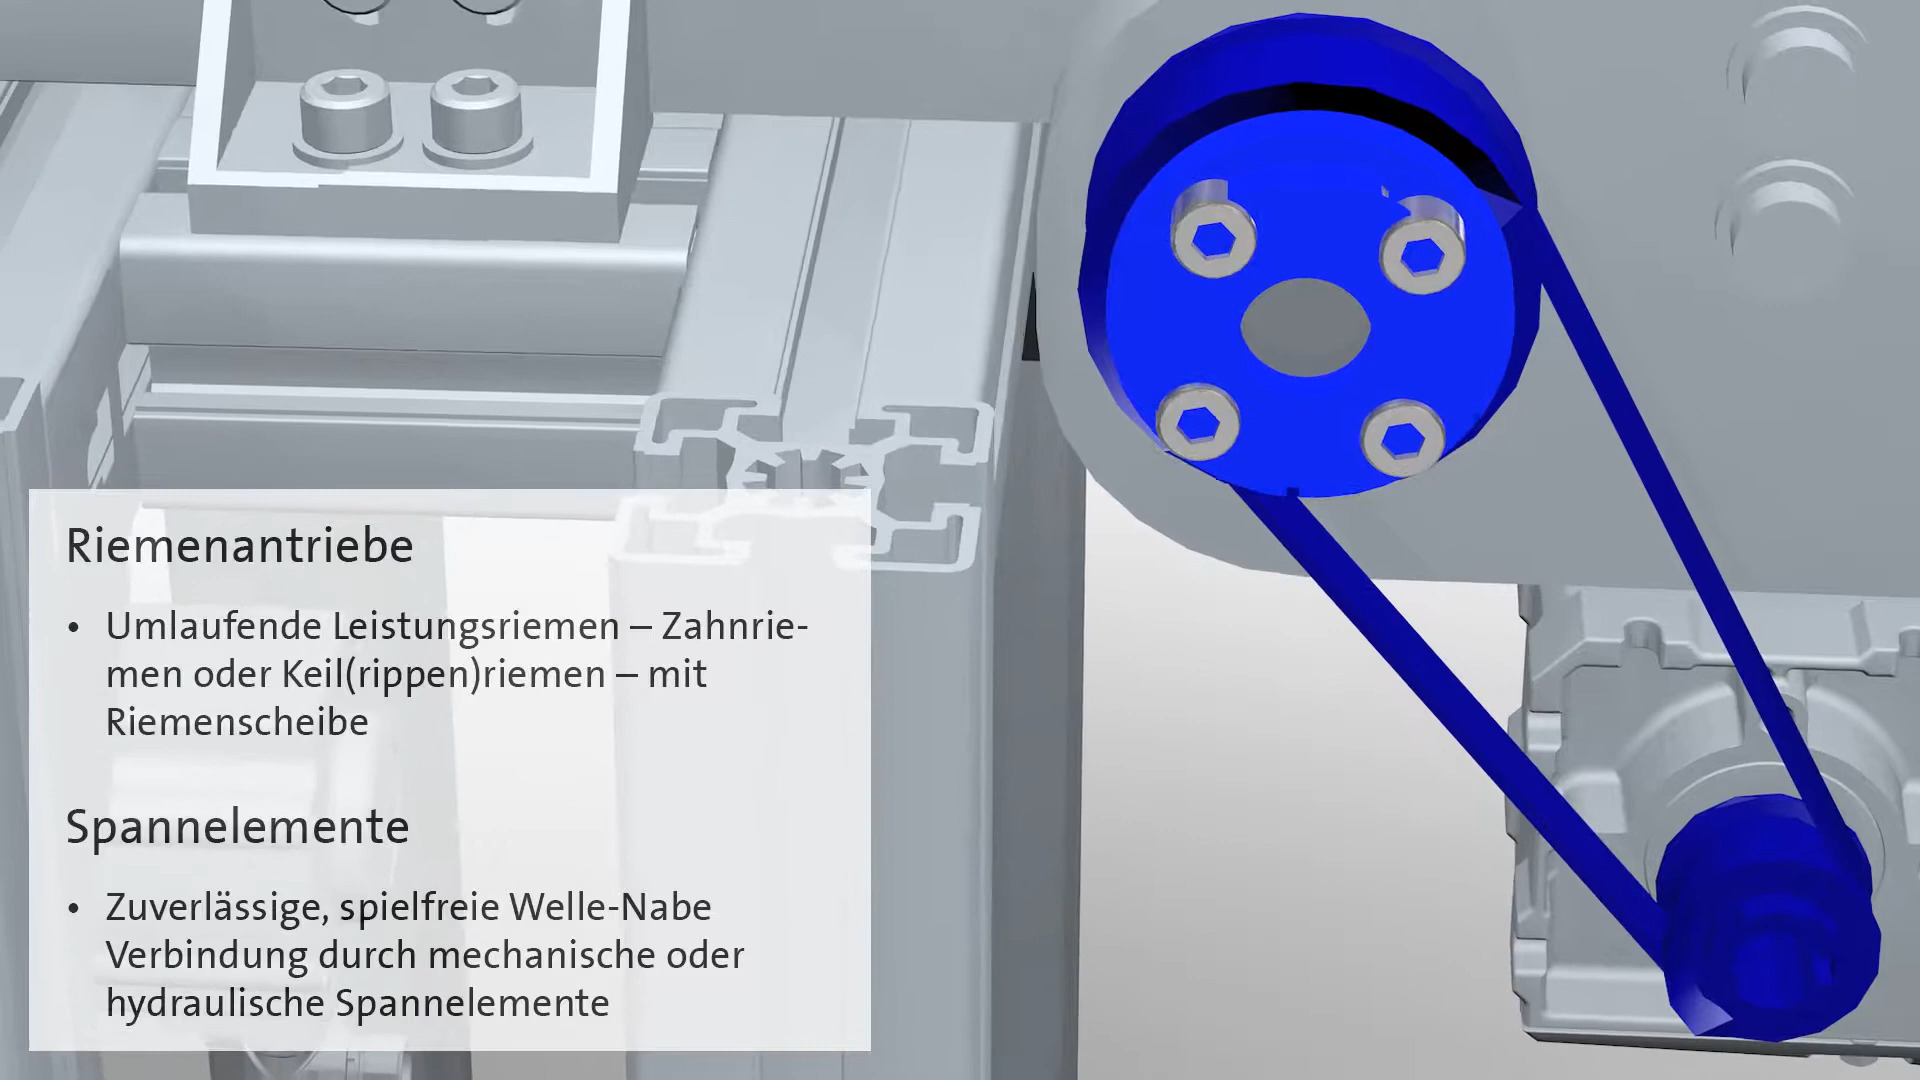 Riemenantriebe
• Umlaufende Leistungsriemen – Zahnrie-
men oder Keil(rippen)riemen – mit
Riemenscheibe
Spannelemente
• Zuverlässige, spielfreie Welle-Nabe
Verbindung durch mechanische oder
hydraulische Spannelemente